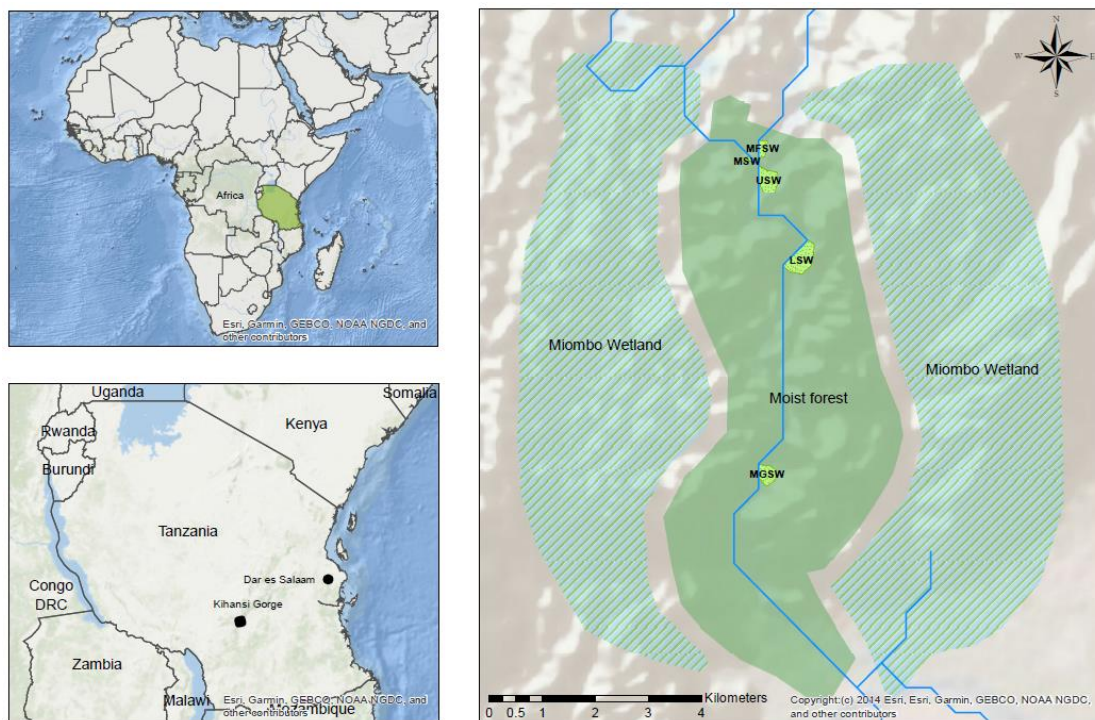 Africa
Esri, Garmin, GEBCO, NOAA NGDC, and
other contributors
Uganda
Somalia
Rwanda
Kenya
Burundi
Tanzania
Dar es Salaam
Kihansi Gorge
Congo
DRC
Zambia
Malawi
Mozambique
Esri, Garmin, GEBCO, NOAA NGDC, and
other contributors
N
W E
S
MFSW
MSW
USW
LSW
Miombo Wetland
Miombo Wetland
Moist forest
MGSW
Kilometers
0 0.5 1 2 3 4
Copyright:(c) 2014 Esri, Esri, Garmin, GEBCO, NOAA NGDC,
and other contributors